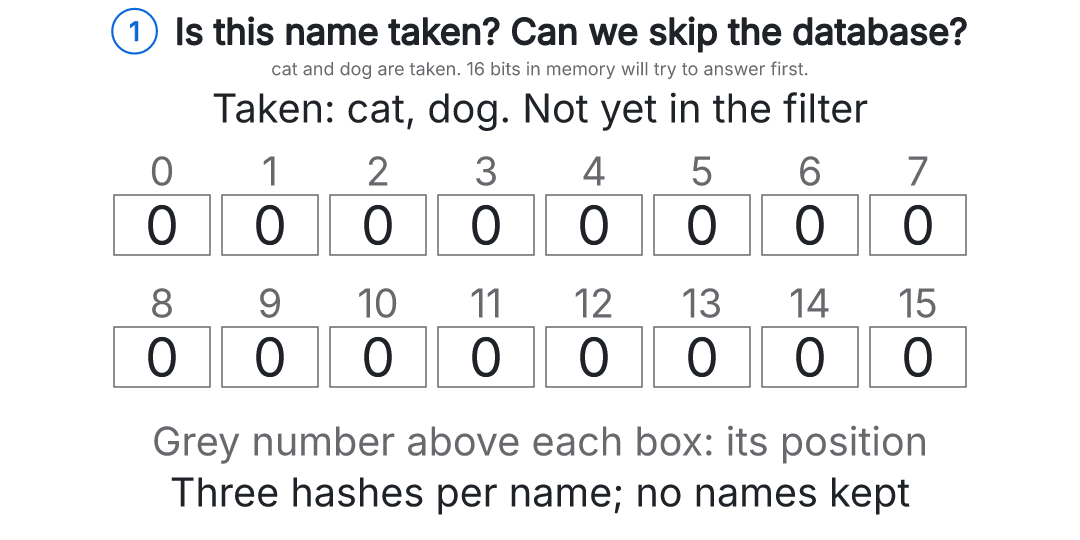 1 Is this name taken? Can we skip the database?
cat and dog are taken. 16 bits in memory will try to answer first.
Taken: cat, dog. Not yet in the filter
0 1 2 3 4 5 6 7
0 0 0 0 0 0 0 0
8 9 10 11 12 13 14 15
0 0 0 0 0 0 0 0
Grey number above each box: its position
Three hashes per name; no names kept